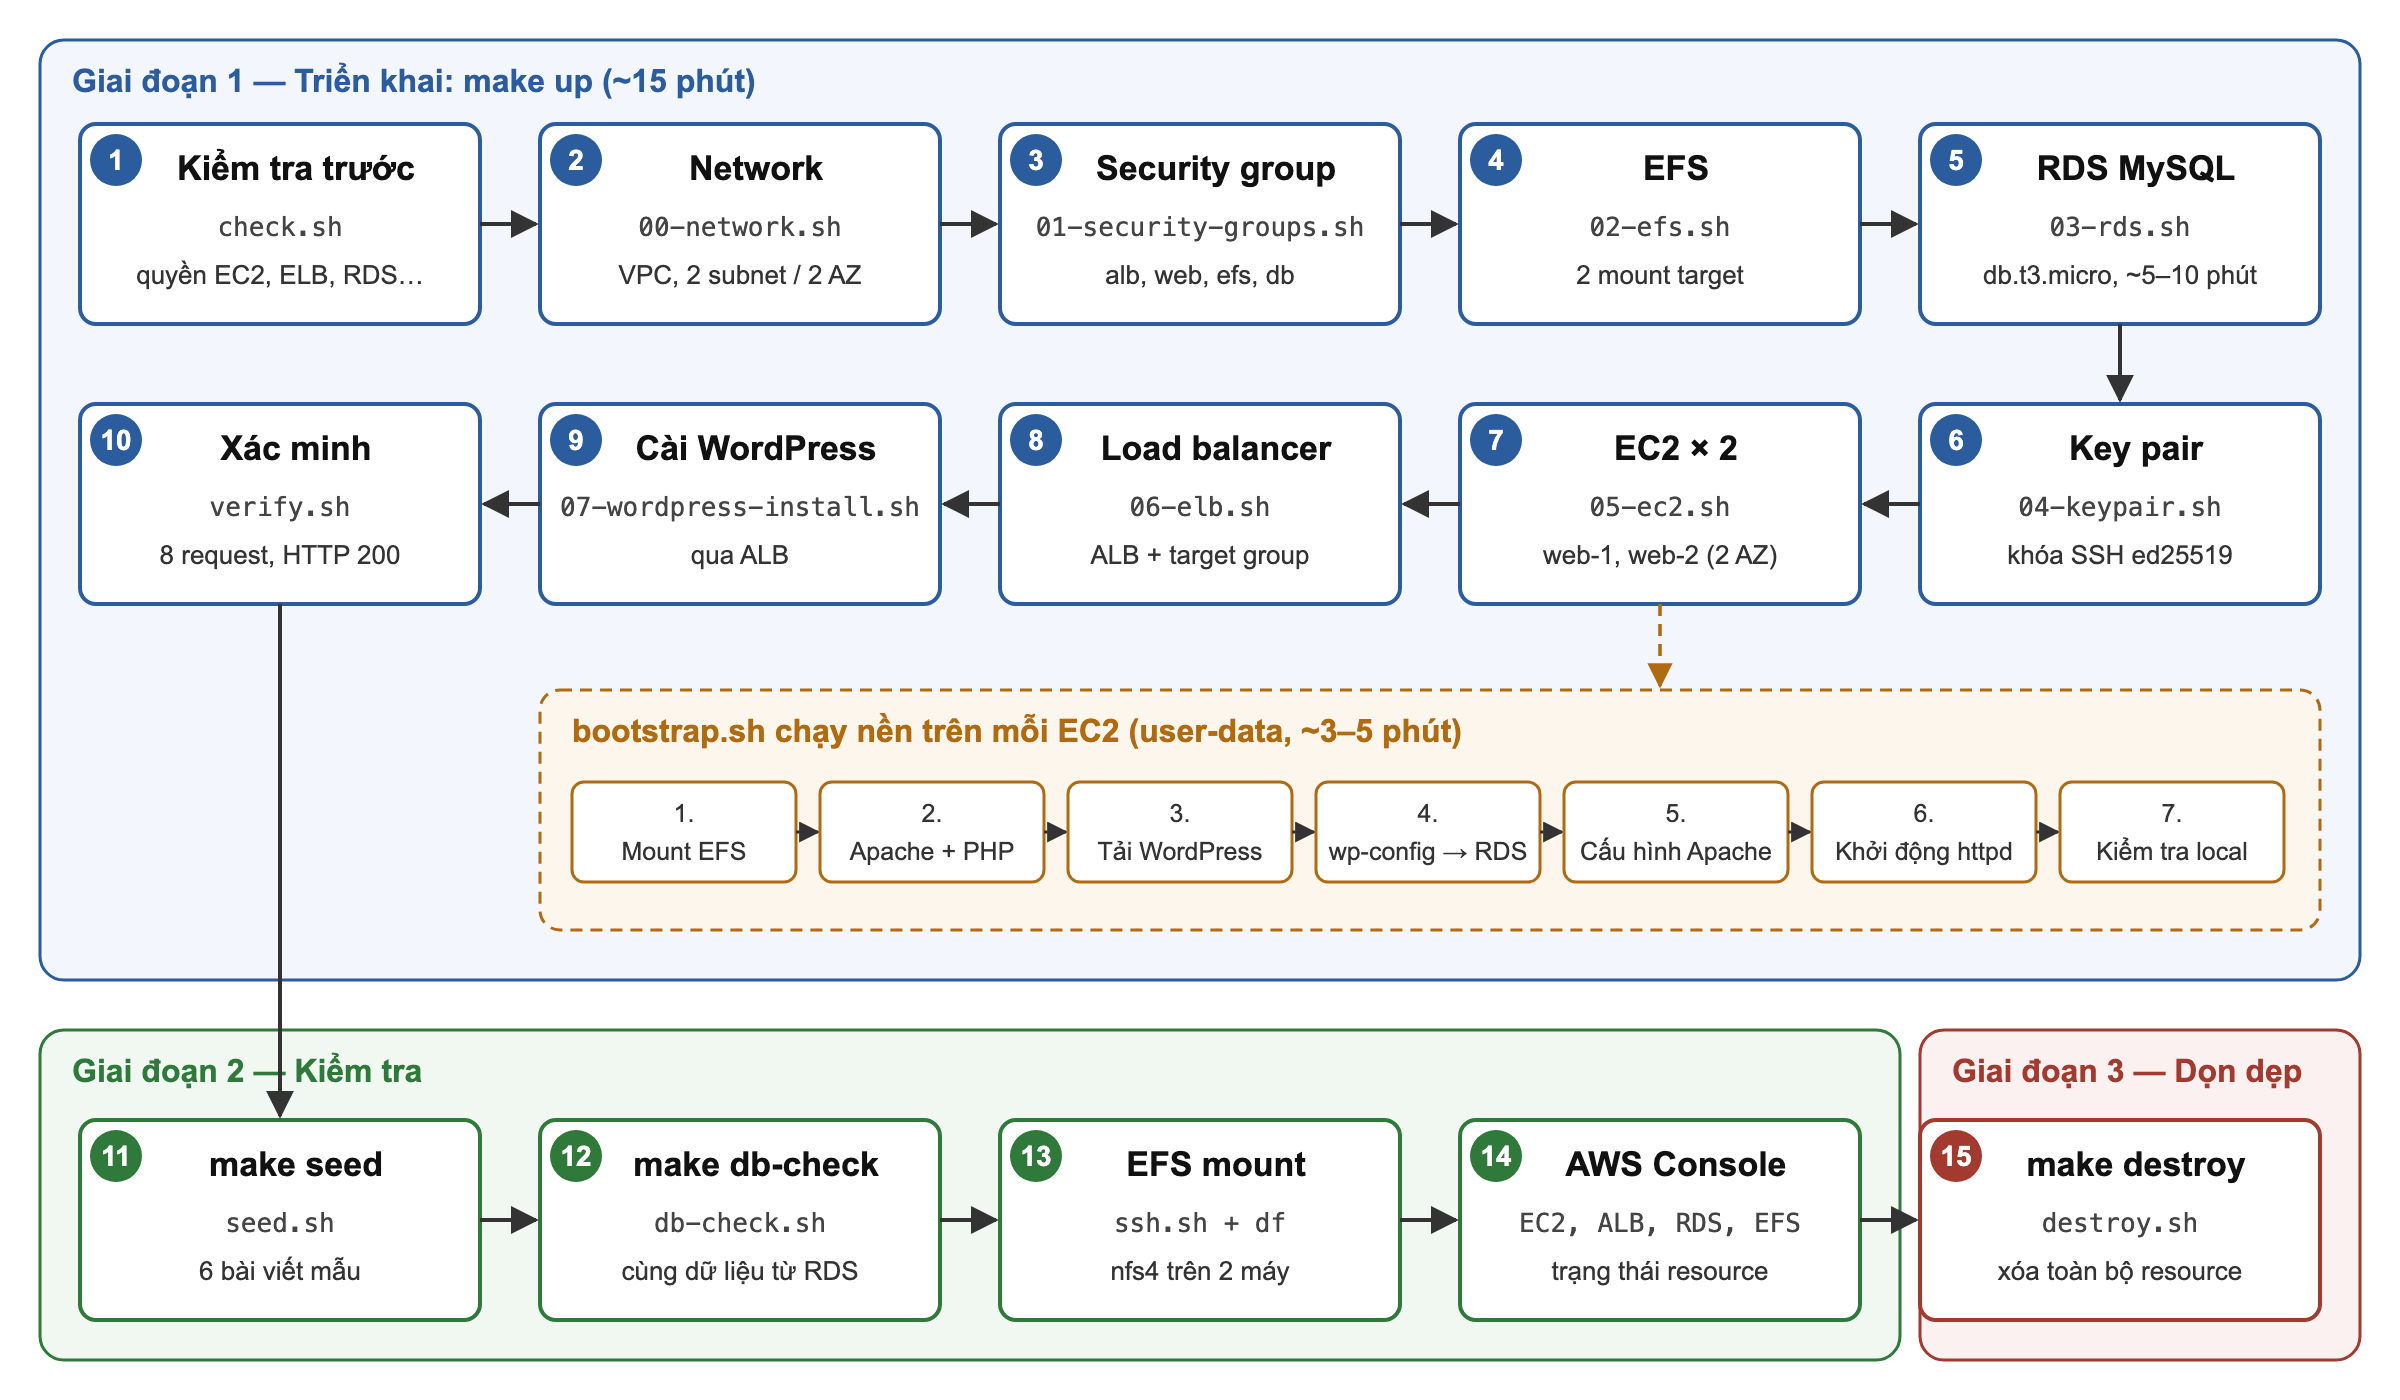 Giai đoạn 1 — Triển khai: make up (~15 phút)
1
Kiểm tra trước
check.sh
quyền EC2, ELB, RDS…
2
Network
00-network.sh
VPC, 2 subnet / 2 AZ
3
Security group
01-security-groups.sh
alb, web, efs, db
4
EFS
02-efs.sh
2 mount target
5
RDS MySQL
03-rds.sh
db.t3.micro, ~5–10 phút
6
Key pair
04-keypair.sh
khóa SSH ed25519
7
EC2 × 2
05-ec2.sh
web-1, web-2 (2 AZ)
8
Load balancer
06-elb.sh
ALB + target group
9
Cài WordPress
07-wordpress-install.sh
qua ALB
10
Xác minh
verify.sh
8 request, HTTP 200
bootstrap.sh chạy nền trên mỗi EC2 (user-data, ~3–5 phút)
1.
Mount EFS
2.
Apache + PHP
3.
Tải WordPress
4.
wp-config → RDS
5.
Cấu hình Apache
6.
Khởi động httpd
7.
Kiểm tra local
Giai đoạn 2 — Kiểm tra
11
make seed
seed.sh
6 bài viết mẫu
12
make db-check
db-check.sh
cùng dữ liệu từ RDS
13
EFS mount
ssh.sh + df
nfs4 trên 2 máy
14
AWS Console
EC2, ALB, RDS, EFS
trạng thái resource
Giai đoạn 3 — Dọn dẹp
15
make destroy
destroy.sh
xóa toàn bộ resource